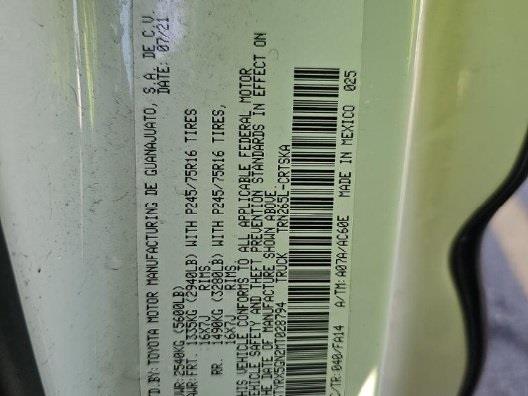 MFD.BY: TOYOTA MOTOR MANUFACTURING DE GUANAJUATO, S.A. DE C.V.
DATE: 07/21
GVWR: 2540KG (5600LB)
GAWR: FRT 1335KG (2940LB) WITH P245/75R16 TIRES
16X7J RIMS
RR. 1490KG (3280LB) WITH P245/75R16 TIRES,
16X7J RIMS
THIS VEHICLE CONFORMS TO ALL APPLICABLE FEDERAL MOTOR
VEHICLE SAFETY AND THEFT PREVENTION STANDARDS IN EFFECT ON
THE DATE OF MANUFACTURE SHOWN ABOVE.
TRUCK TRN265L-CRTSKA
C/TR: 040/FA14 A/TM: A07A/AC60E MADE IN MEXICO 025